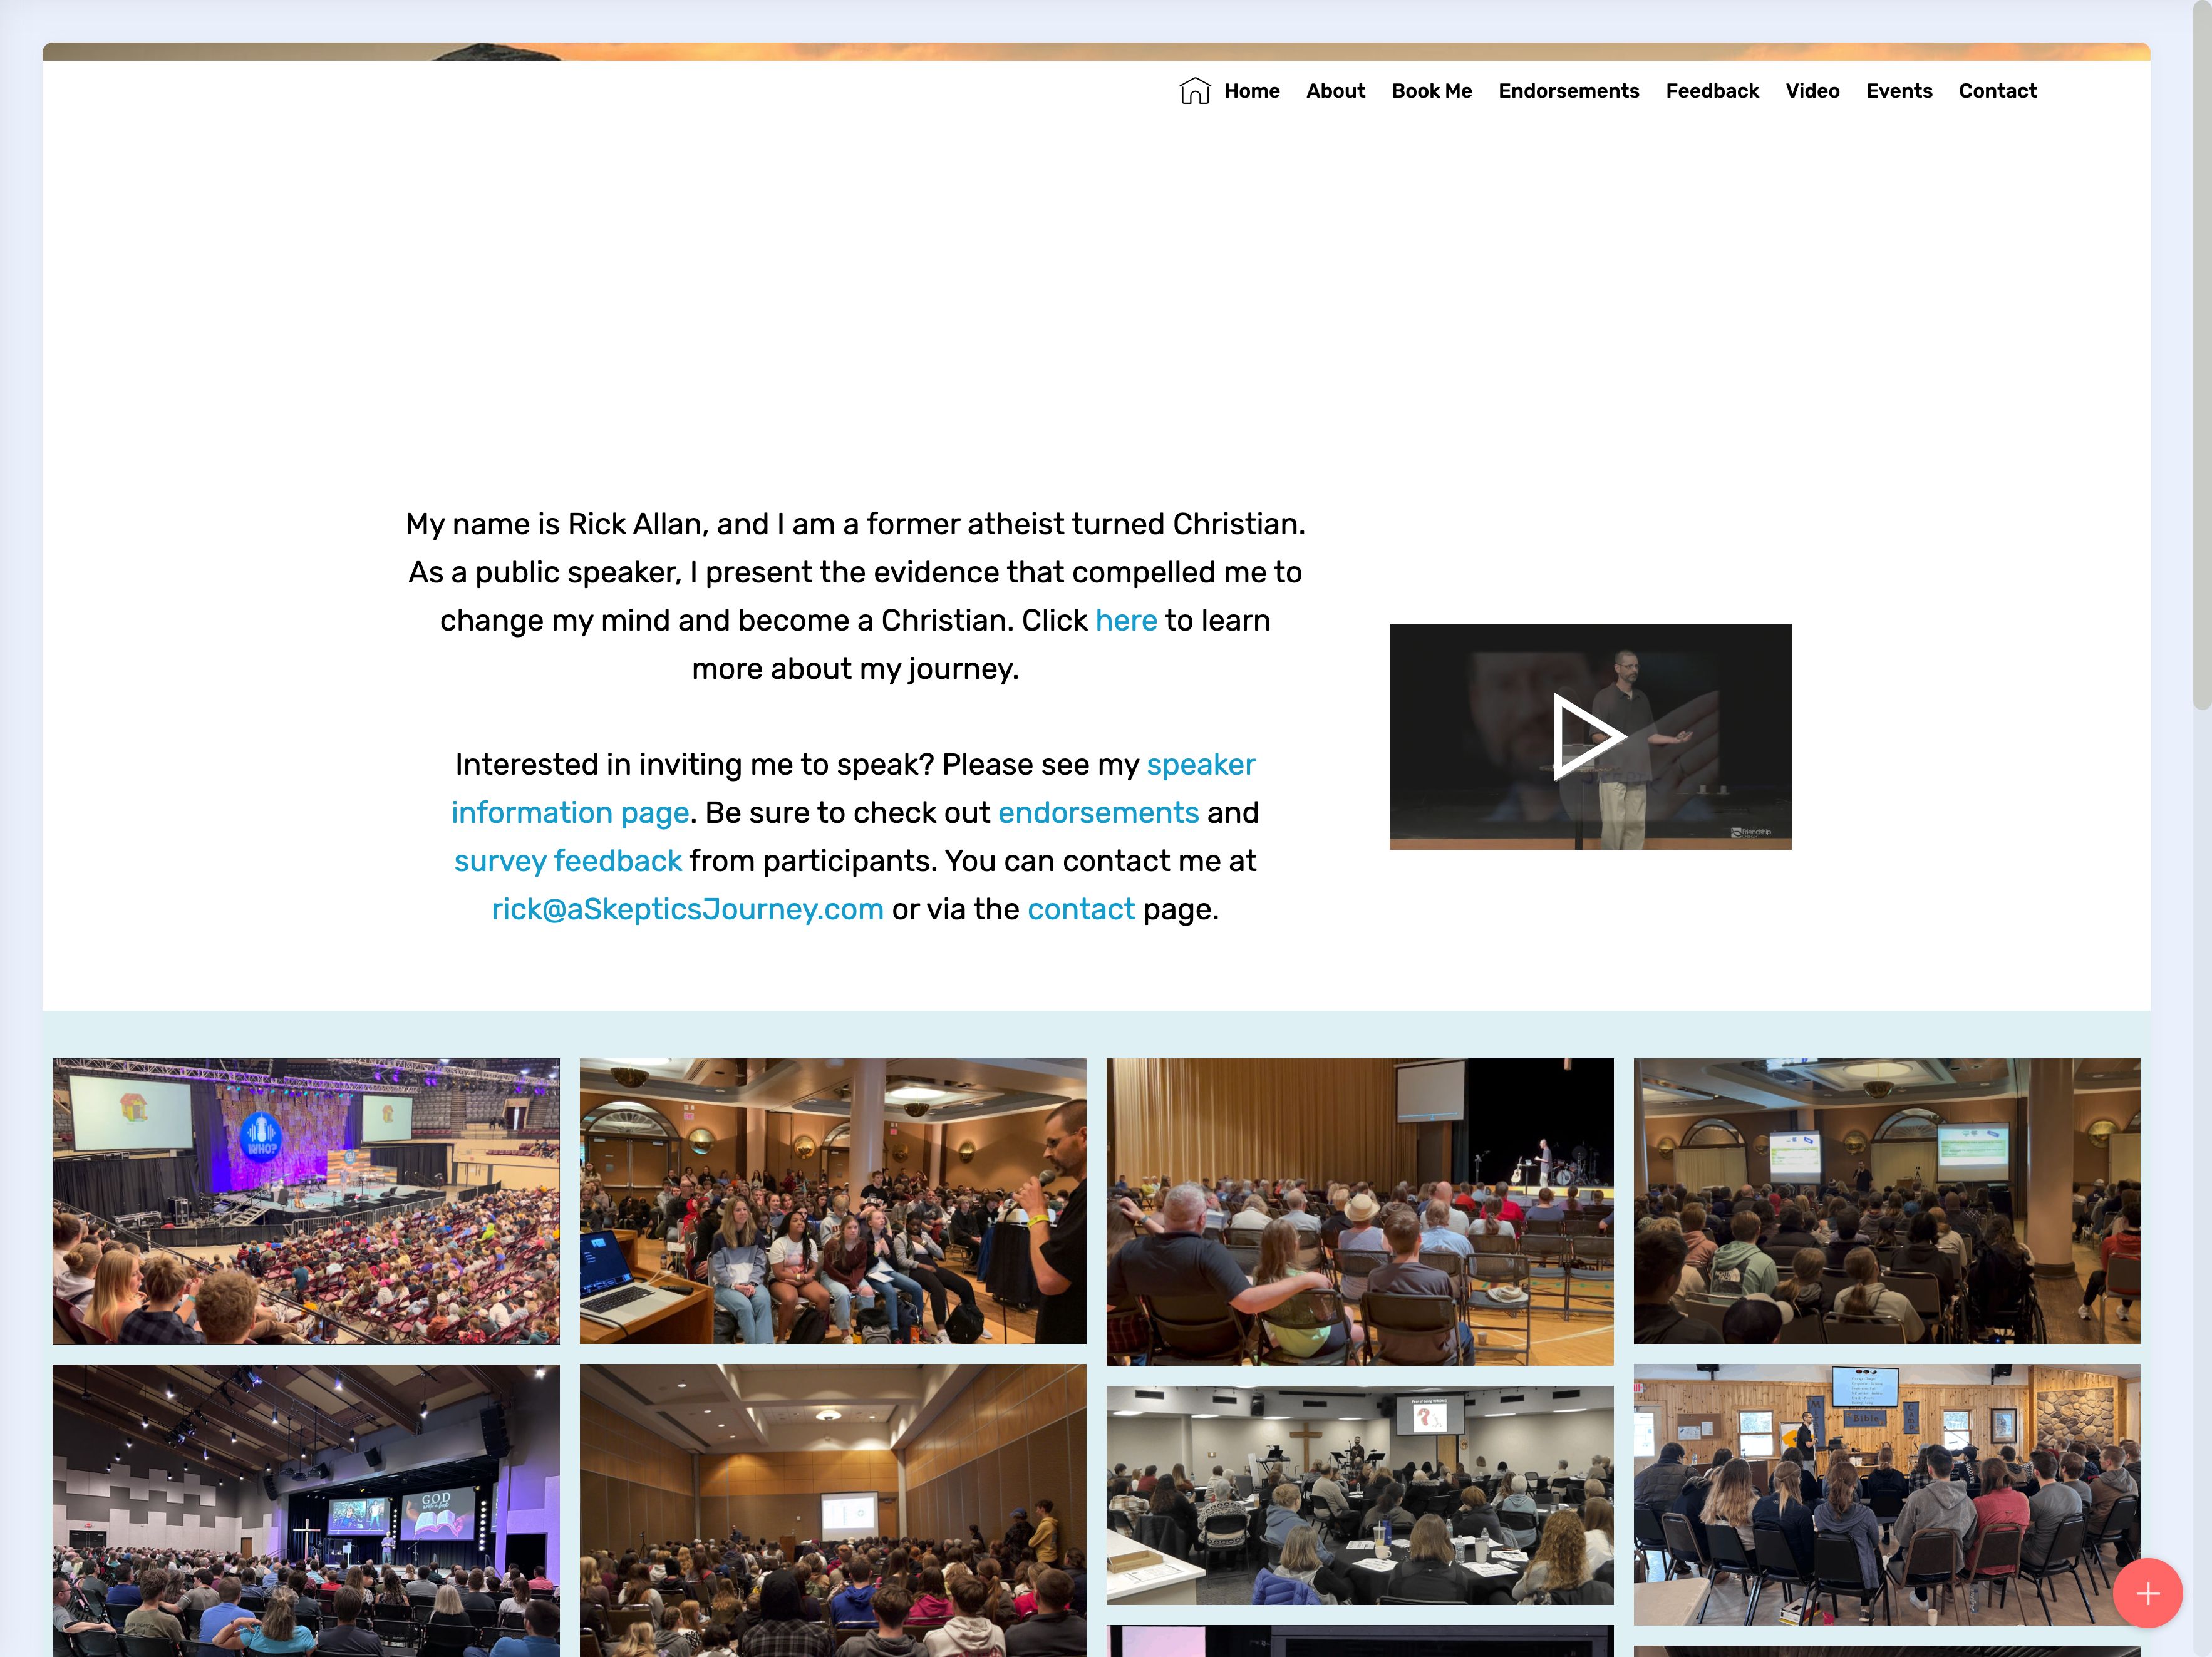 Home About Book Me Endorsements Feedback Video Events Contact
My name is Rick Allan, and I am a former atheist turned Christian.
As a public speaker, I present the evidence that compelled me to
change my mind and become a Christian. Click here to learn
more about my journey.
Interested in inviting me to speak? Please see my speaker
information page. Be sure to check out endorsements and
survey feedback from participants. You can contact me at
rick@aSkepticsJourney.com or via the contact page.
friendship
WHO?
GOD
Bible